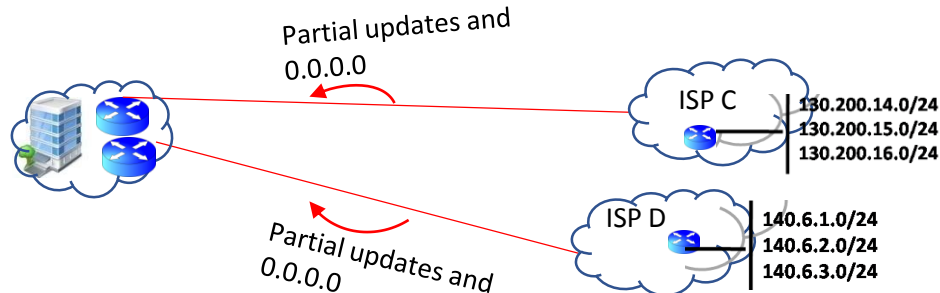 Partial updates and
0.0.0.0
ISP C
130.200.14.0/24
130.200.15.0/24
130.200.16.0/24
ISP D
140.6.1.0/24
140.6.2.0/24
140.6.3.0/24
Partial updates and
0.0.0.0